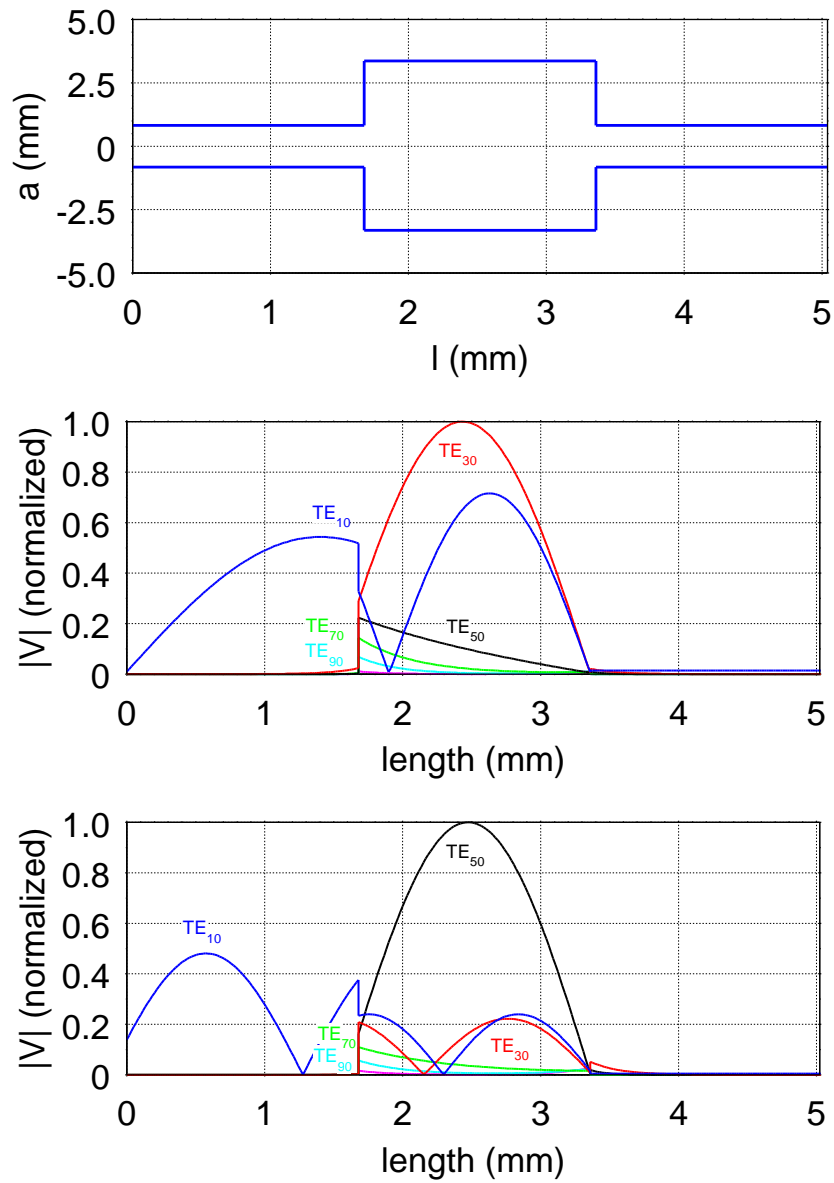 5.0
2.5
0
-2.5
-5.0
a (mm)
0 1 2 3 4 5
l (mm)
1.0
0.8
0.6
0.4
0.2
0
|V| (normalized)
TE30
TE10
TE50
TE70
TE90
0 1 2 3 4 5
length (mm)
1.0
0.8
0.6
0.4
0.2
0
|V| (normalized)
TE50
TE10
TE70
TE30
TE90
0 1 2 3 4 5
length (mm)